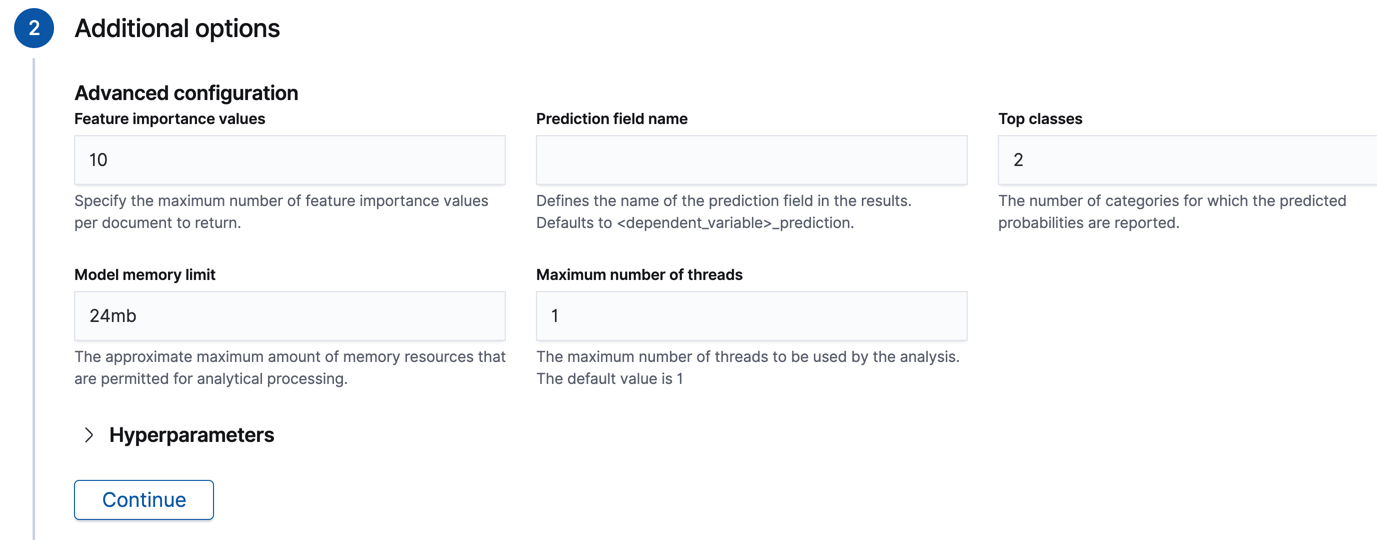 2 Additional options
Advanced configuration
Feature importance values
10
Specify the maximum number of feature importance values
per document to return.
Prediction field name
Defines the name of the prediction field in the results.
Defaults to <dependent_variable>_prediction.
Top classes
2
The number of categories for which the predicted
probabilities are reported.
Model memory limit
24mb
The approximate maximum amount of memory resources that
are permitted for analytical processing.
Maximum number of threads
1
The maximum number of threads to be used by the analysis.
The default value is 1
Hyperparameters
Continue